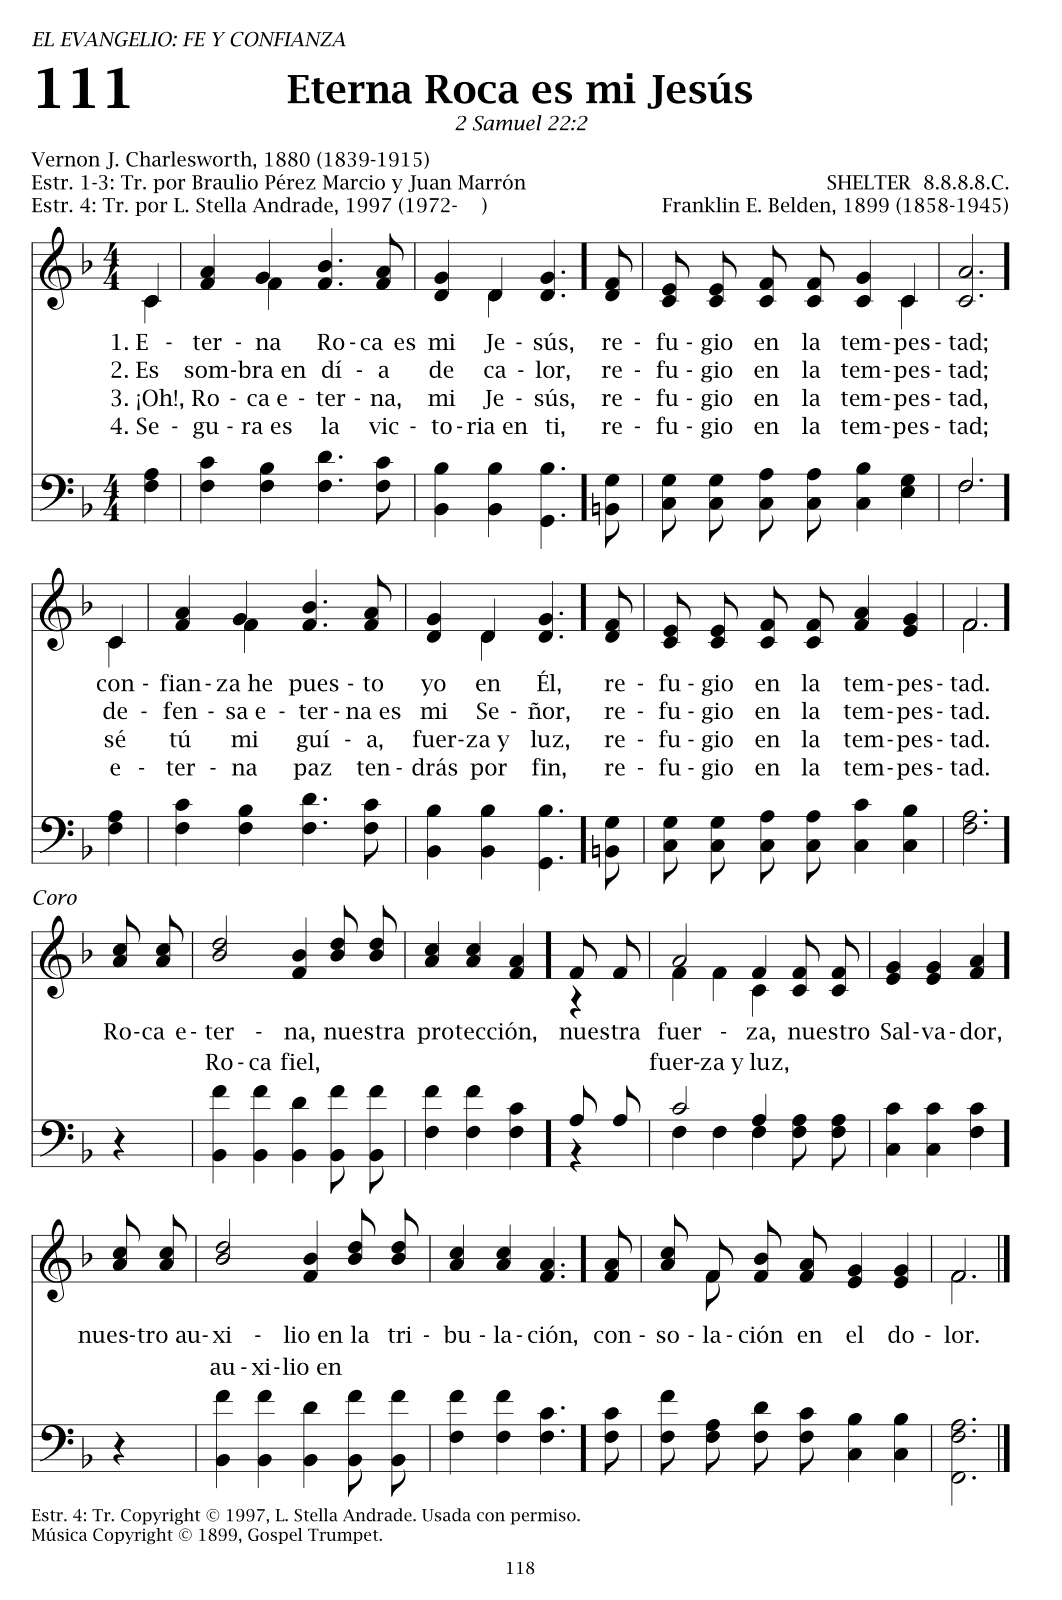 EL EVANGELIO: FE Y CONFIANZA
111 Eterna Roca es mi Jesús
2 Samuel 22:2
Vernon J. Charlesworth, 1880 (1839-1915)
Estr. 1-3: Tr. por Braulio Pérez Marcio y Juan Marrón SHELTER 8.8.8.8.C.
Estr. 4: Tr. por L. Stella Andrade, 1997 (1972- ) Franklin E. Belden, 1899 (1858-1945)
4 4
1. E - ter - na Ro - ca es mi Je - sús, re - fu - gio en la tem - pes - tad;
2. Es som - bra en dí - a de ca - lor, re - fu - gio en la tem - pes - tad;
3. ¡Oh!, Ro - ca e - ter - na, mi Je - sús, re - fu - gio en la tem - pes - tad,
4. Se - gu - ra es la vic - to - ria en ti, re - fu - gio en la tem - pes - tad;
4 4
con - fian - za he pues - to yo en Él, re - fu - gio en la tem - pes - tad.
de - fen - sa e - ter - na es mi Se - ñor, re - fu - gio en la tem - pes - tad.
sé tú mi guí - a, fuer - za y luz, re - fu - gio en la tem - pes - tad.
e - ter - na paz ten - drás por fin, re - fu - gio en la tem - pes - tad.
Coro
Ro - ca e - ter - na, nuestra protección, nuestra fuer - za, nuestro Sal - va - dor,
Ro - ca fiel, fuer - za y luz,
nues - tro au - xi - lio en la tri - bu - la - ción, con - so - la - ción en el do - lor.
au - xi - lio en
Estr. 4: Tr. Copyright © 1997, L. Stella Andrade. Usada con permiso.
Música Copyright © 1899, Gospel Trumpet.
118